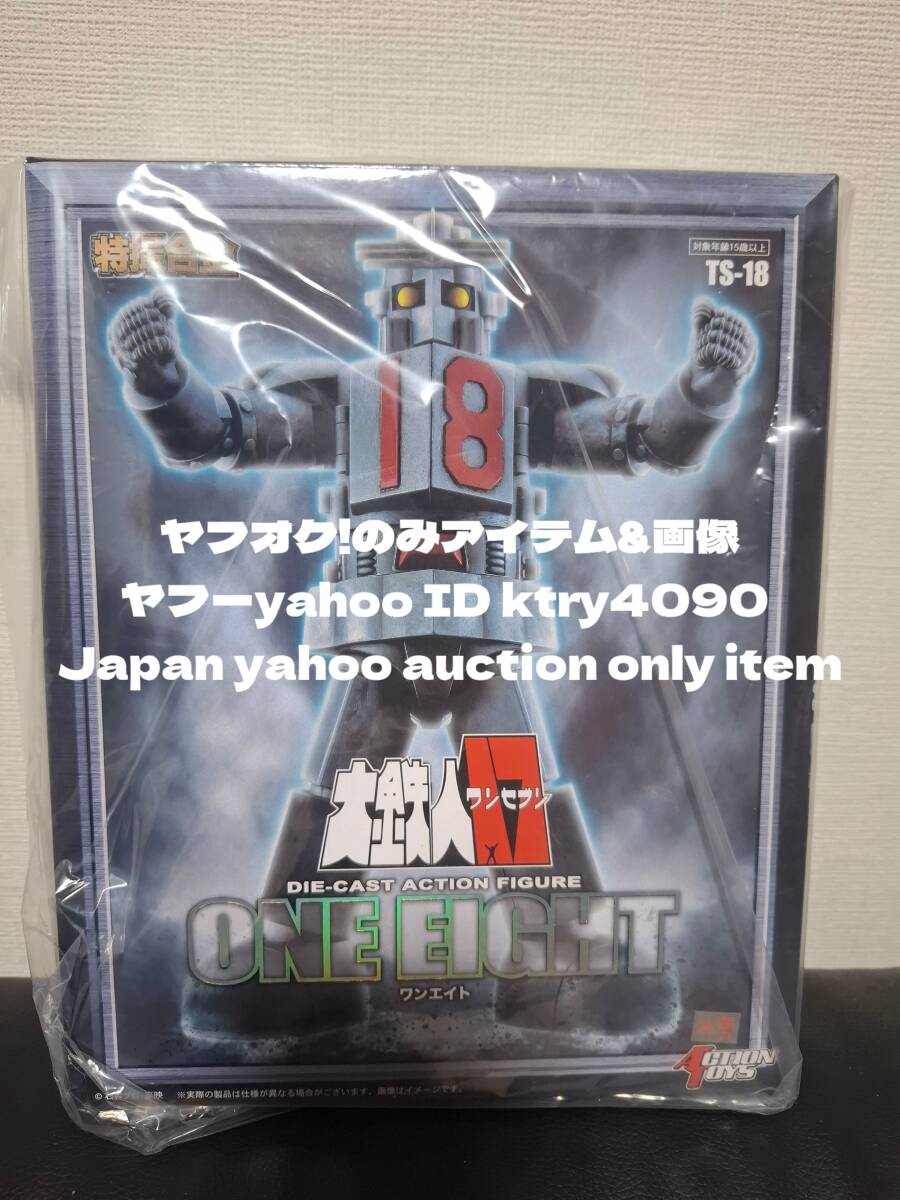 特撮合金
対象年齢15歳以上
TS-18
18
ヤフオク!のみアイテム&画像
ヤフーyahoo ID ktry4090
Japan yahoo auction only item
大鉄人17
ワンセブン
DIE-CAST ACTION FIGURE
ONE EIGHT
ワンエイト
ACTION
TOYS
※実際の製品は仕様が異なる場合がございます。画像はイメージです。